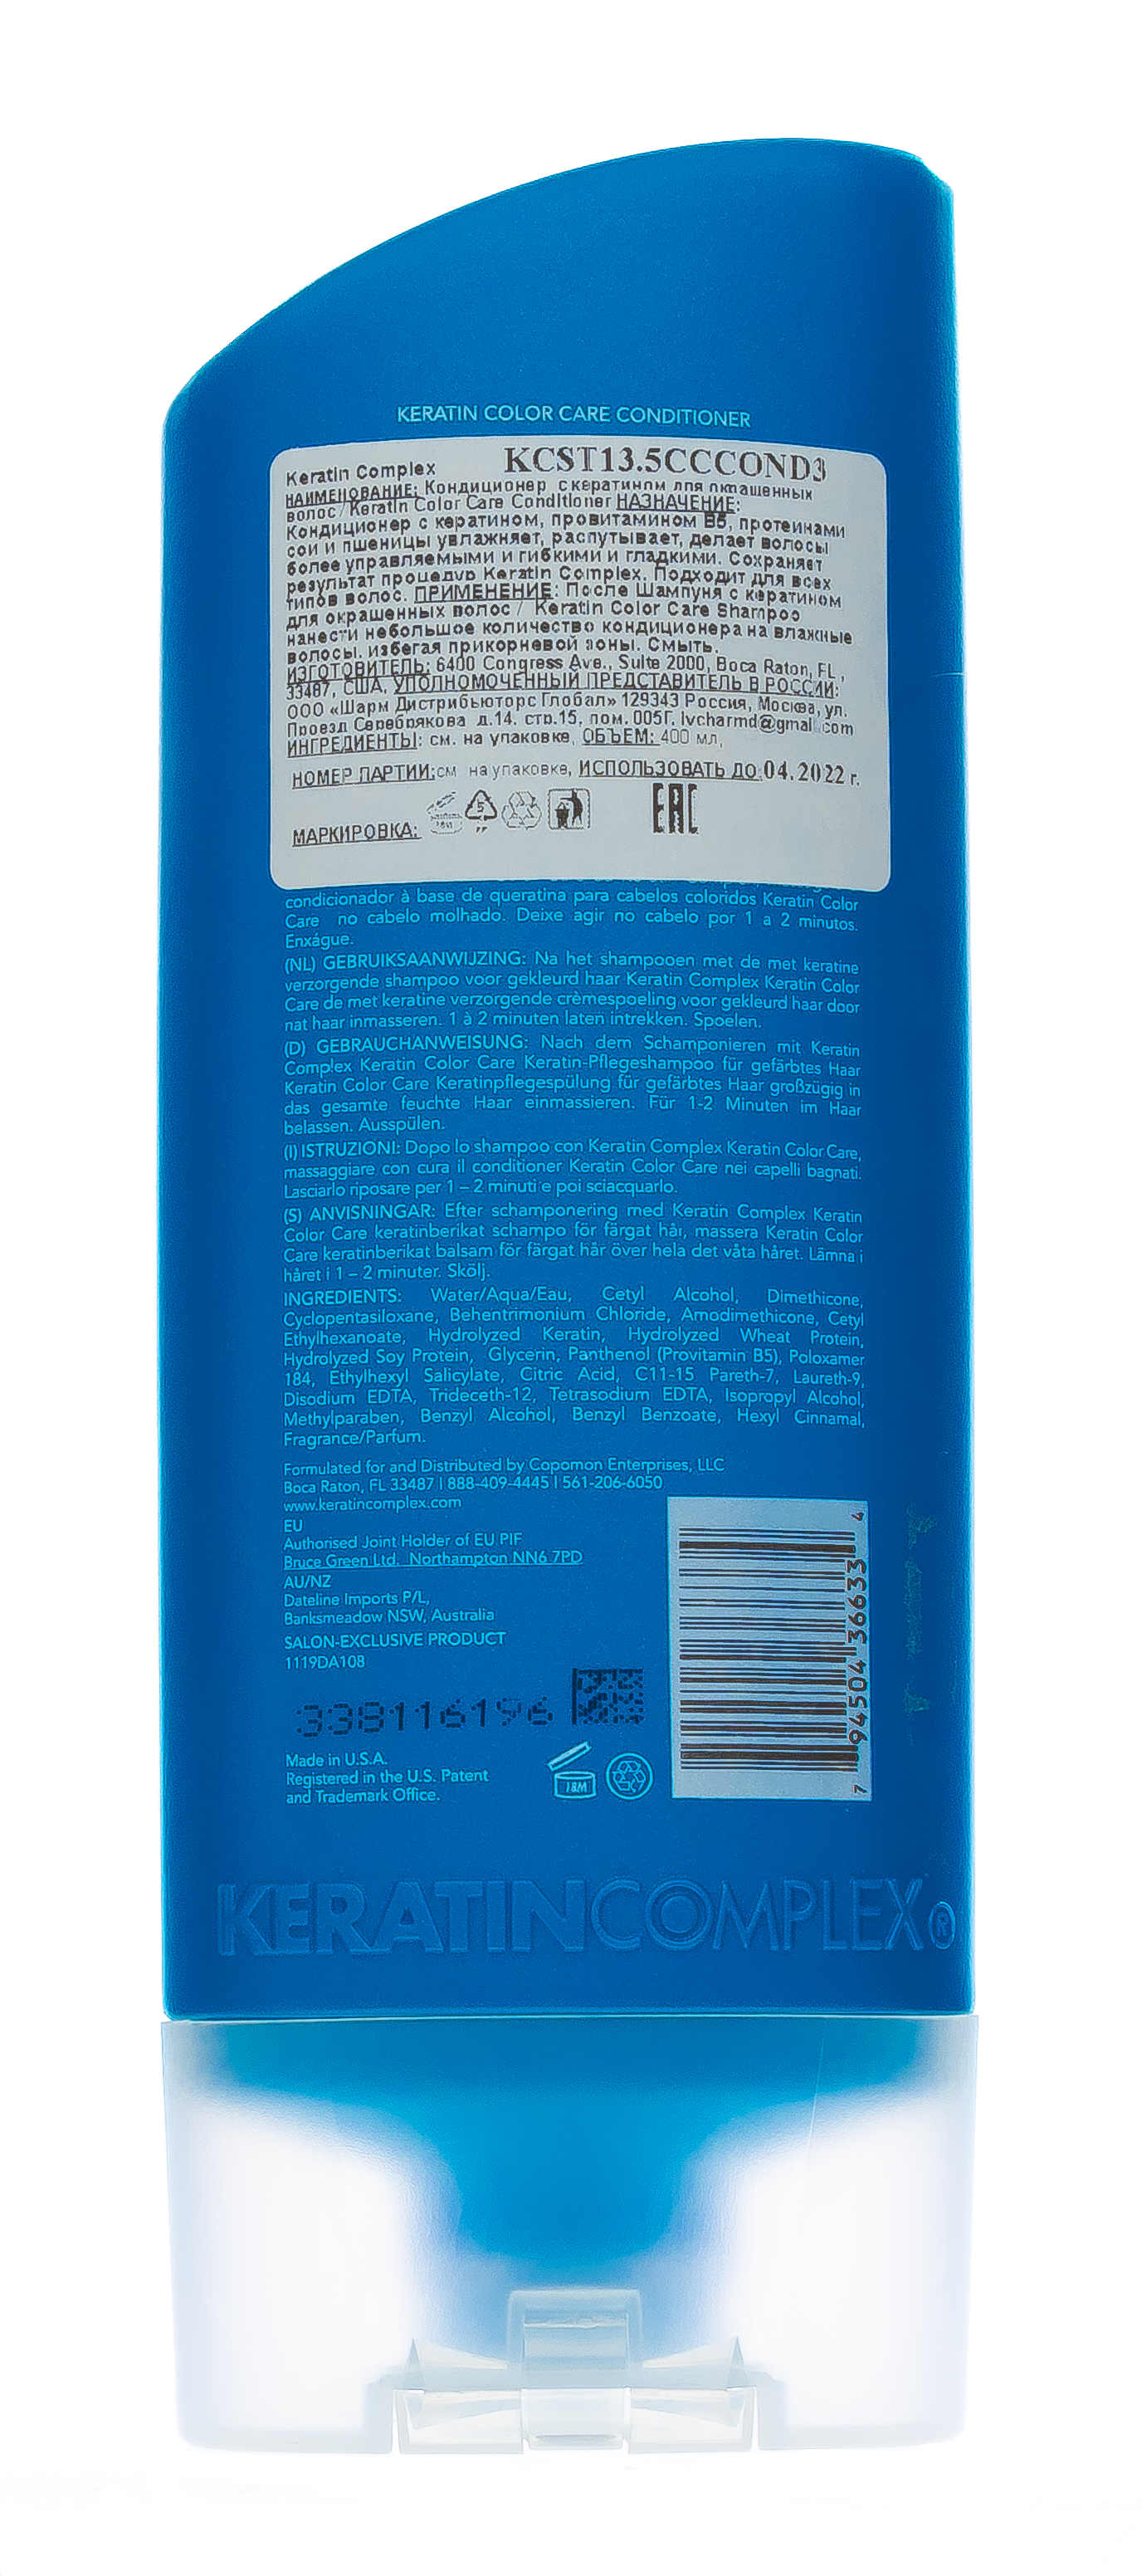 KERATIN COLOR CARE CONDITIONER
Keratin Complex KCST13.5CCCOND3
НАИМЕНОВАНИЕ: Кондиционер с кератином для окрашенных
волос / Keratin Color Care Conditioner НАЗНАЧЕНИЕ:
Кондиционер с кератином, провитамином B5, протеинами
сои и пшеницы увлажняет, распутывает, делает волосы
более управляемыми и гибкими и гладкими. Сохраняет
результат процедур Keratin Complex. Подходит для всех
типов волос. ПРИМЕНЕНИЕ: После Шампуня с кератином
для окрашенных волос / Keratin Color Care Shampoo
нанести небольшое количество кондиционера на влажные
волосы, избегая прикорневой зоны. Смыть.
ИЗГОТОВИТЕЛЬ: 6400 Congress Ave., Suite 2000, Boca Raton, FL ,
33487, США, УПОЛНОМОЧЕННЫЙ ПРЕДСТАВИТЕЛЬ В РОССИИ:
ООО «Шарм Дистрибьюторс Глобал» 129343 Россия, Москва, ул.
Проезд Серебрякова д.14, стр.15, пом. 005Г, lvcharmd@gmail.com
ИНГРЕДИЕНТЫ: см. на упаковке, ОБЪЕМ: 400 мл,
НОМЕР ПАРТИИ:см на упаковке, ИСПОЛЬЗОВАТЬ ДО:04.2022 г.
МАРКИРОВКА: 5 EAC
condicionador à base de queratina para cabelos coloridos Keratin Color
Care no cabelo molhado. Deixe agir no cabelo por 1 a 2 minutos.
Enxágue.
(NL) GEBRUIKSAANWIJZING: Na het shampooen met de met keratine
verzorgende shampoo voor gekleurd haar Keratin Complex Keratin Color
Care de met keratine verzorgende crèmespoeling voor gekleurd haar door
nat haar inmasseren. 1 à 2 minuten laten intrekken. Spoelen.
(D) GEBRAUCHANWEISUNG: Nach dem Schamponieren mit Keratin
Complex Keratin Color Care Keratin-Pflegeshampoo für gefärbtes Haar
Keratin Color Care Keratinpflegespülung für gefärbtes Haar großzügig in
das gesamte feuchte Haar einmassieren. Für 1-2 Minuten im Haar
belassen. Ausspülen.
(I) ISTRUZIONI: Dopo lo shampoo con Keratin Complex Keratin Color Care,
massaggiare con cura il conditioner Keratin Color Care nei capelli bagnati.
Lasciarlo riposare per 1 – 2 minuti e poi sciacquarlo.
(S) ANVISNINGAR: Efter schamponering med Keratin Complex Keratin
Color Care keratinberikat schampo för färgat hår, massera Keratin Color
Care keratinberikat balsam för färgat hår över hela det våta håret. Lämna i
håret i 1 – 2 minuter. Skölj.
INGREDIENTS: Water/Aqua/Eau, Cetyl Alcohol, Dimethicone,
Cyclopentasiloxane, Behentrimonium Chloride, Amodimethicone, Cetyl
Ethylhexanoate, Hydrolyzed Keratin, Hydrolyzed Wheat Protein,
Hydrolyzed Soy Protein, Glycerin, Panthenol (Provitamin B5), Poloxamer
184, Ethylhexyl Salicylate, Citric Acid, C11-15 Pareth-7, Laureth-9,
Disodium EDTA, Trideceth-12, Tetrasodium EDTA, Isopropyl Alcohol,
Methylparaben, Benzyl Alcohol, Benzyl Benzoate, Hexyl Cinnamal,
Fragrance/Parfum.
Formulated for and Distributed by Copomon Enterprises, LLC
Boca Raton, FL 33487 | 888-409-4445 | 561-206-6050
www.keratincomplex.com
EU
Authorised Joint Holder of EU PIF
Bruce Green Ltd. Northampton NN6 7PD
AU/NZ
Dateline Imports P/L,
Banksmeadow NSW, Australia
SALON-EXCLUSIVE PRODUCT
1119DA108
338116196
Made in U.S.A.
Registered in the U.S. Patent
and Trademark Office.
18M
7 94504 36633 4
KERATINCOMPLEX®